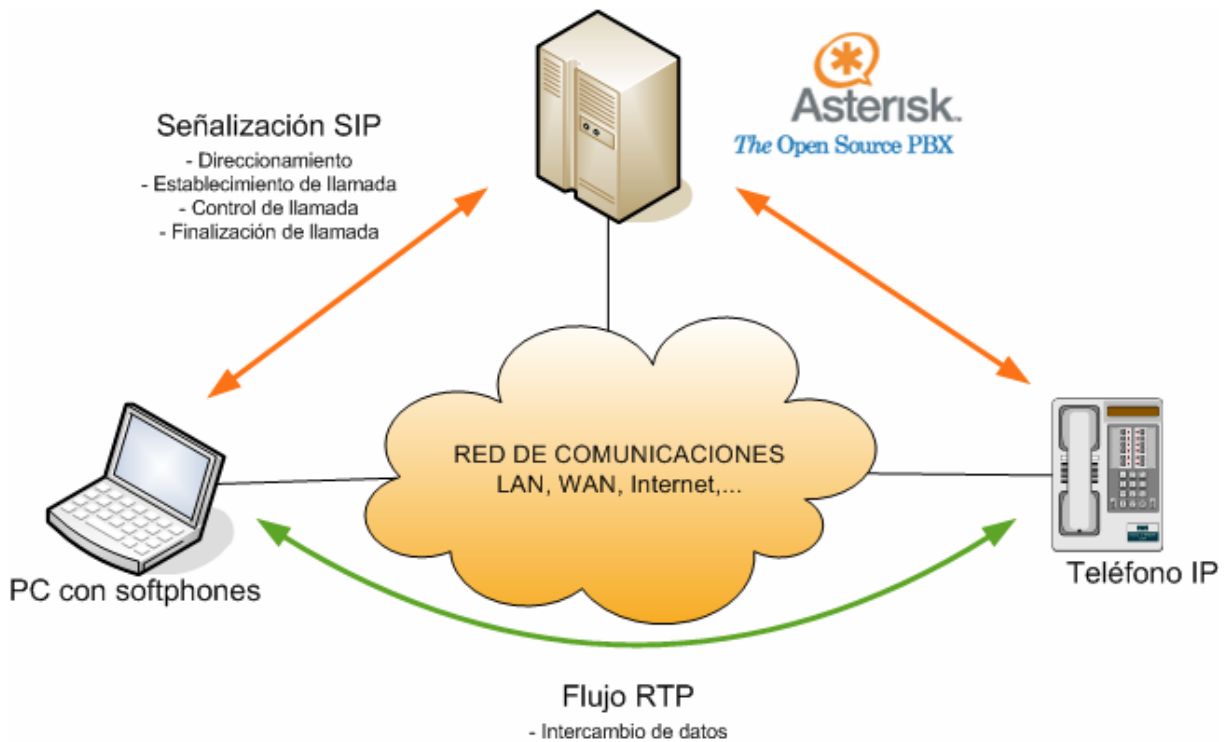 Asterisk.
The Open Source PBX
Señalización SIP
- Direccionamiento
- Establecimiento de llamada
- Control de llamada
- Finalización de llamada
RED DE COMUNICACIONES
LAN, WAN, Internet,...
PC con softphones
Teléfono IP
Flujo RTP
- Intercambio de datos